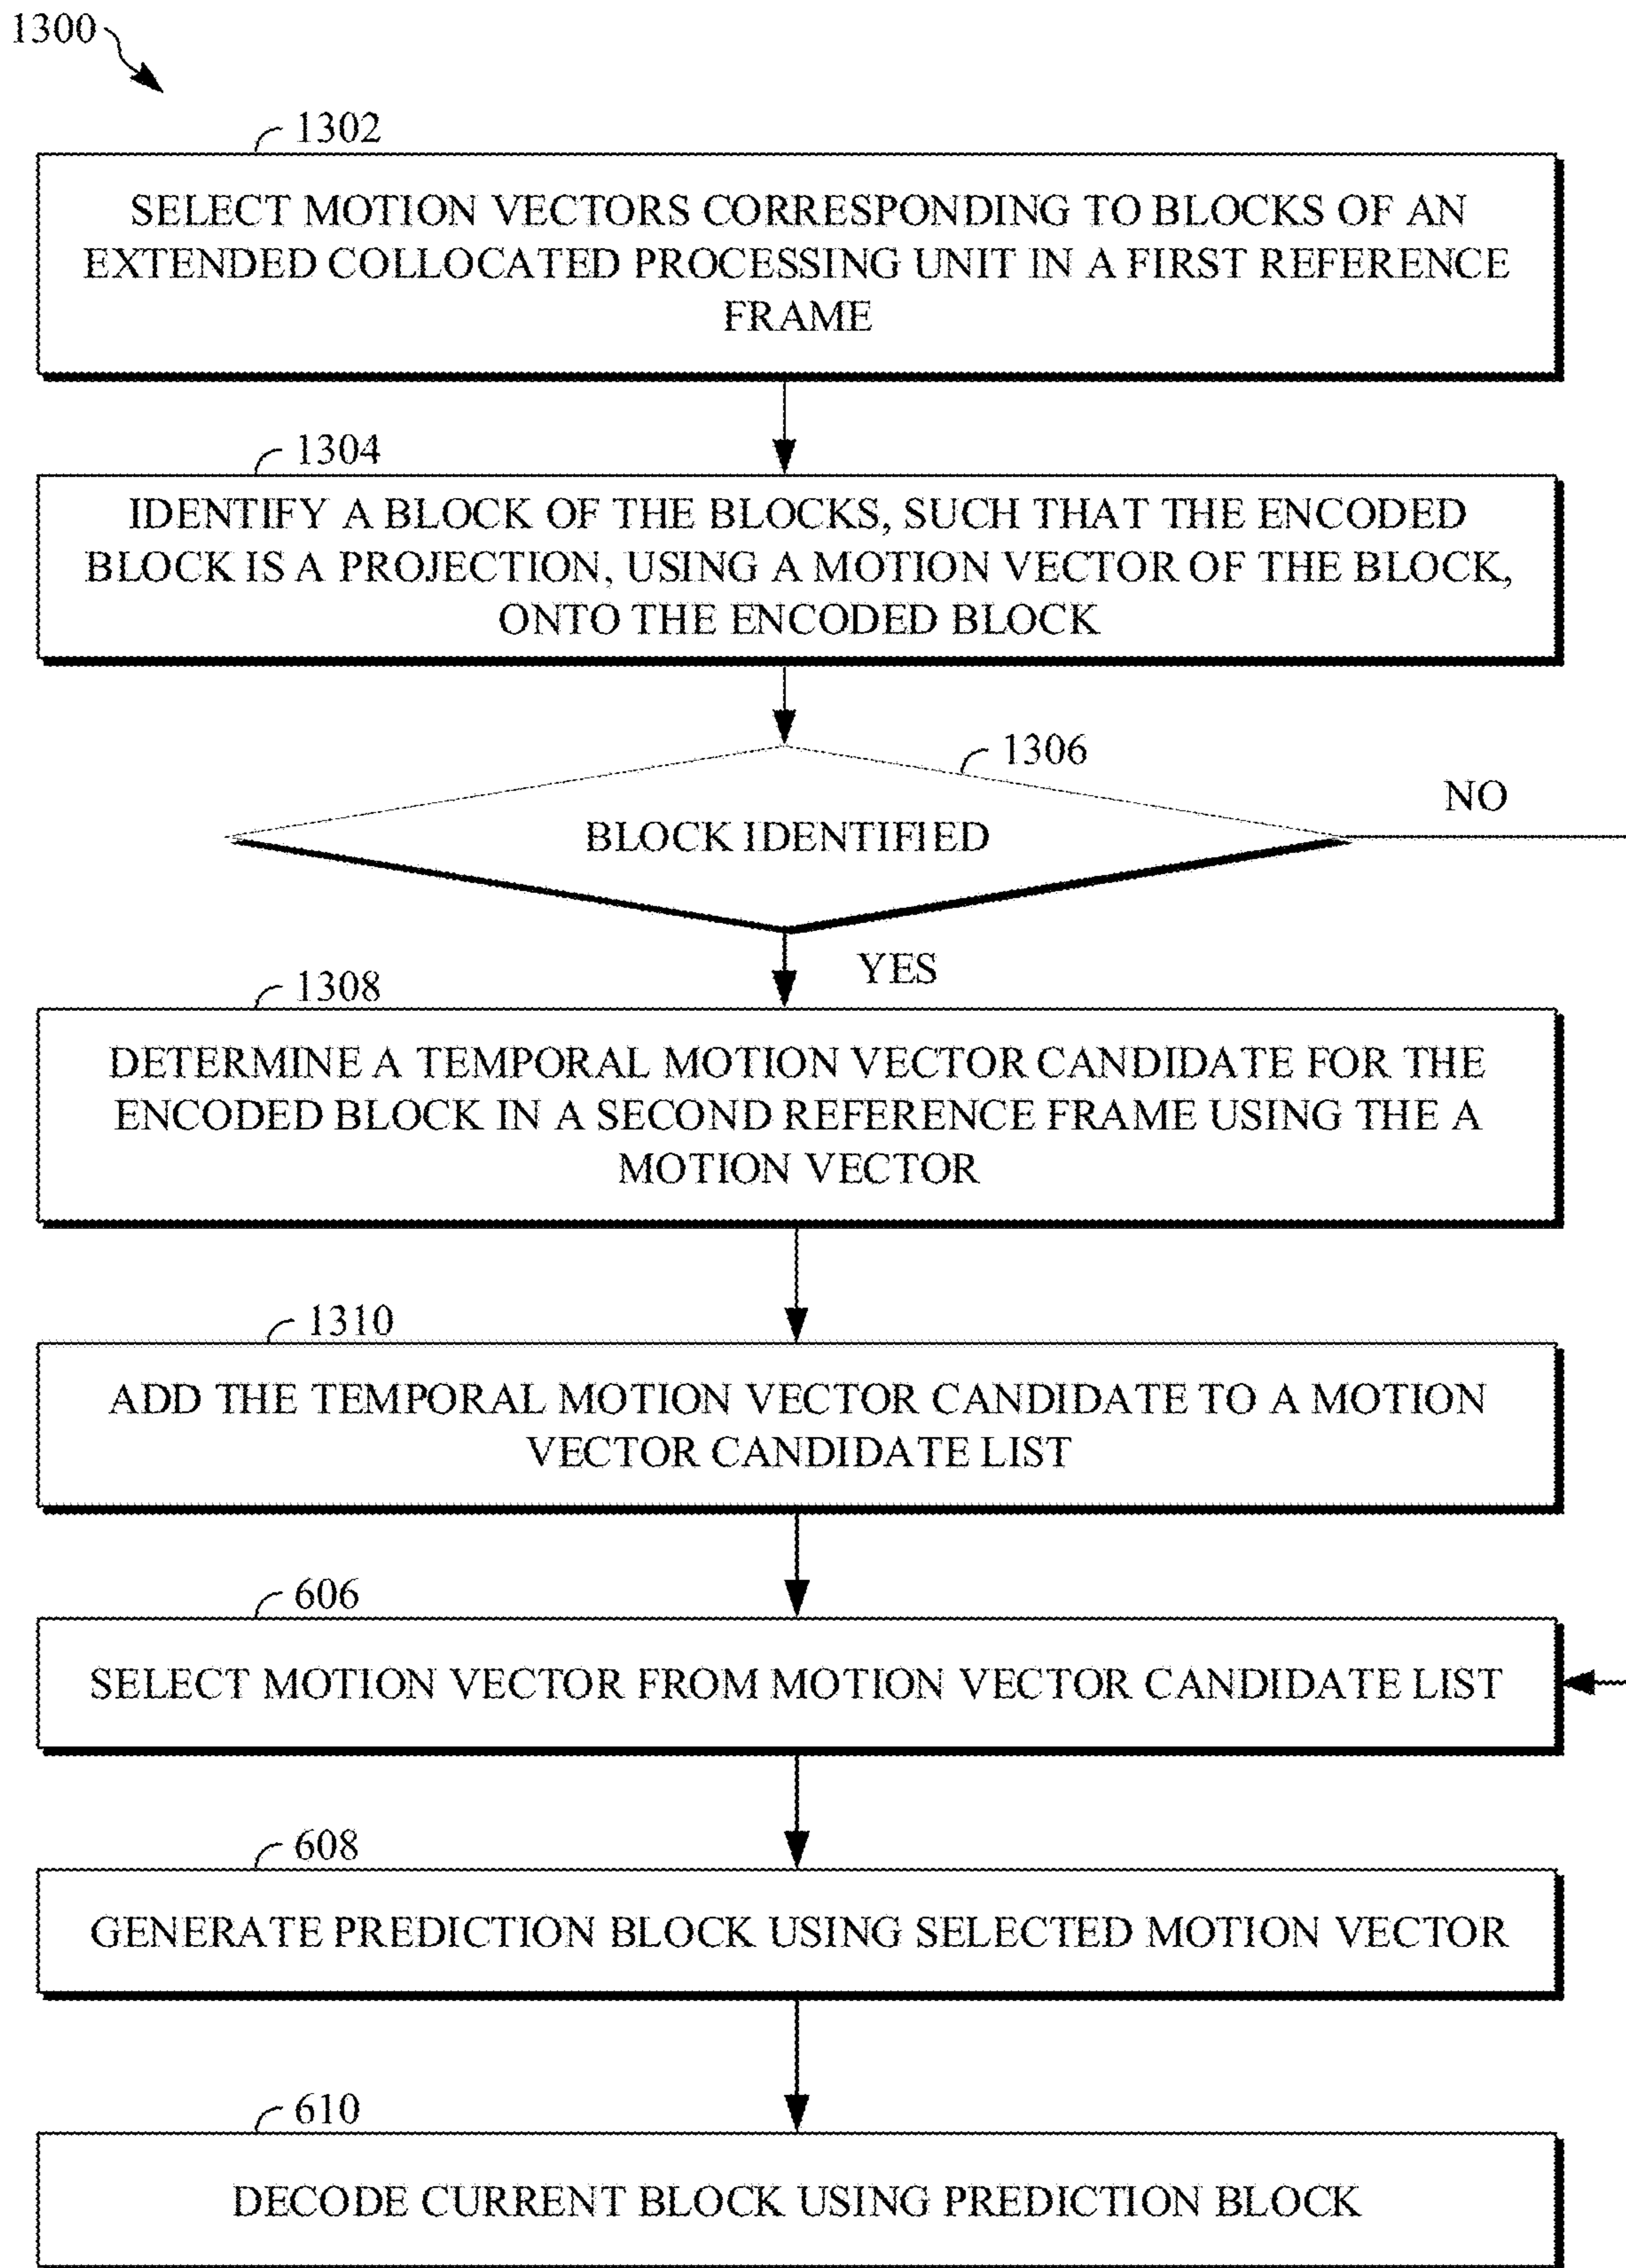 1300
1302
SELECT MOTION VECTORS CORRESPONDING TO BLOCKS OF AN
EXTENDED COLLOCATED PROCESSING UNIT IN A FIRST REFERENCE
FRAME
1304
IDENTIFY A BLOCK OF THE BLOCKS, SUCH THAT THE ENCODED
BLOCK IS A PROJECTION, USING A MOTION VECTOR OF THE BLOCK,
ONTO THE ENCODED BLOCK
1306
NO
BLOCK IDENTIFIED
YES
1308
DETERMINE A TEMPORAL MOTION VECTOR CANDIDATE FOR THE
ENCODED BLOCK IN A SECOND REFERENCE FRAME USING THE A
MOTION VECTOR
1310
ADD THE TEMPORAL MOTION VECTOR CANDIDATE TO A MOTION
VECTOR CANDIDATE LIST
606
SELECT MOTION VECTOR FROM MOTION VECTOR CANDIDATE LIST
608
GENERATE PREDICTION BLOCK USING SELECTED MOTION VECTOR
610
DECODE CURRENT BLOCK USING PREDICTION BLOCK